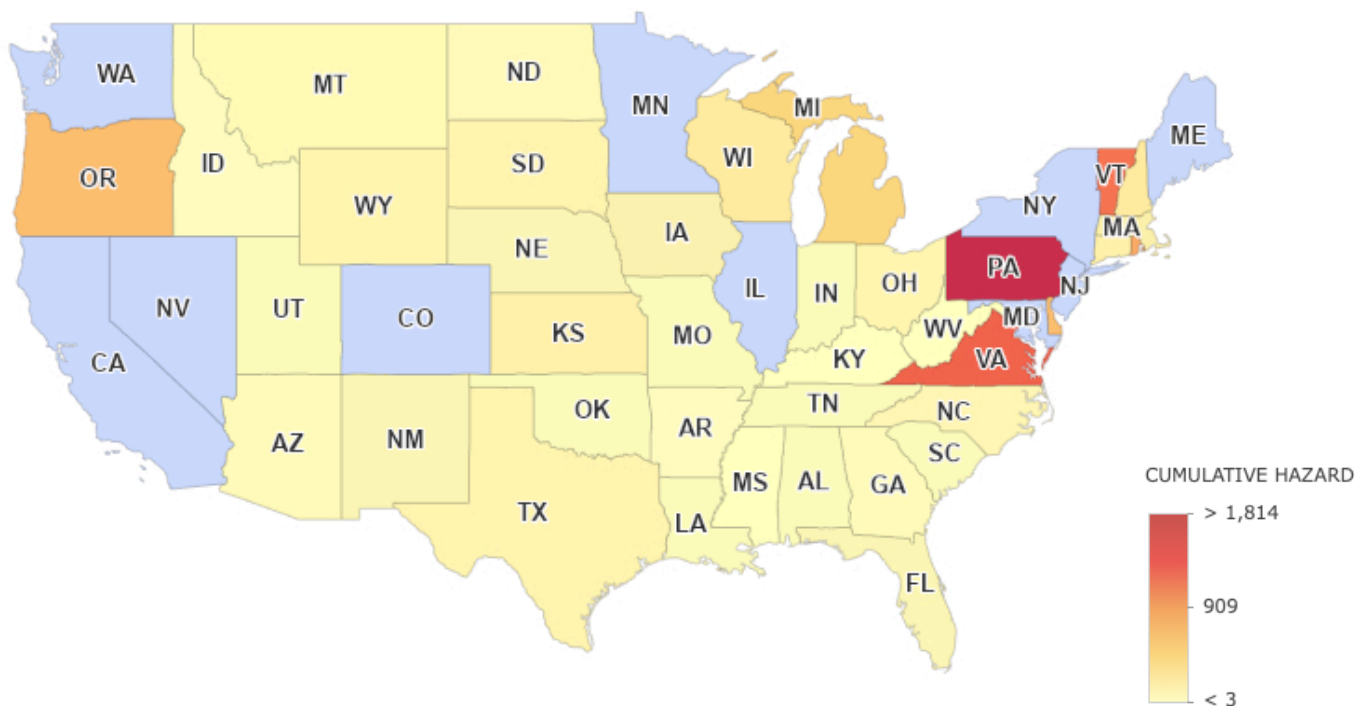 WA
MT
ND
MN
MI
ME
OR
ID
SD
WI
VT
WY
NY
MA
IA
NE
PA
NV
UT
CO
IL
IN
OH
NJ
MD
KS
MO
WV
CA
KY
VA
AZ
NM
OK
TN
NC
AR
SC
MS
AL
GA
TX
LA
FL
CUMULATIVE HAZARD
> 1,814
909
< 3